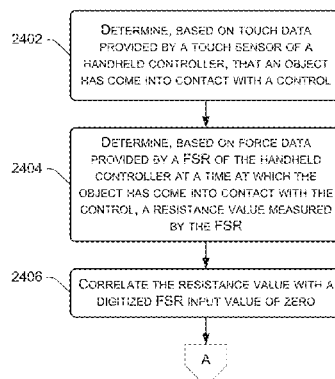 2402
DETERMINE, BASED ON TOUCH DATA
PROVIDED BY A TOUCH SENSOR OF A
HANDHELD CONTROLLER, THAT AN OBJECT
HAS COME INTO CONTACT WITH A CONTROL
2404
DETERMINE, BASED ON FORCE DATA
PROVIDED BY A FSR OF THE HANDHELD
CONTROLLER AT A TIME AT WHICH THE
OBJECT HAS COME INTO CONTACT WITH THE
CONTROL, A RESISTANCE VALUE MEASURED
BY THE FSR
2406
CORRELATE THE RESISTANCE VALUE WITH A
DIGITIZED FSR INPUT VALUE OF ZERO
A